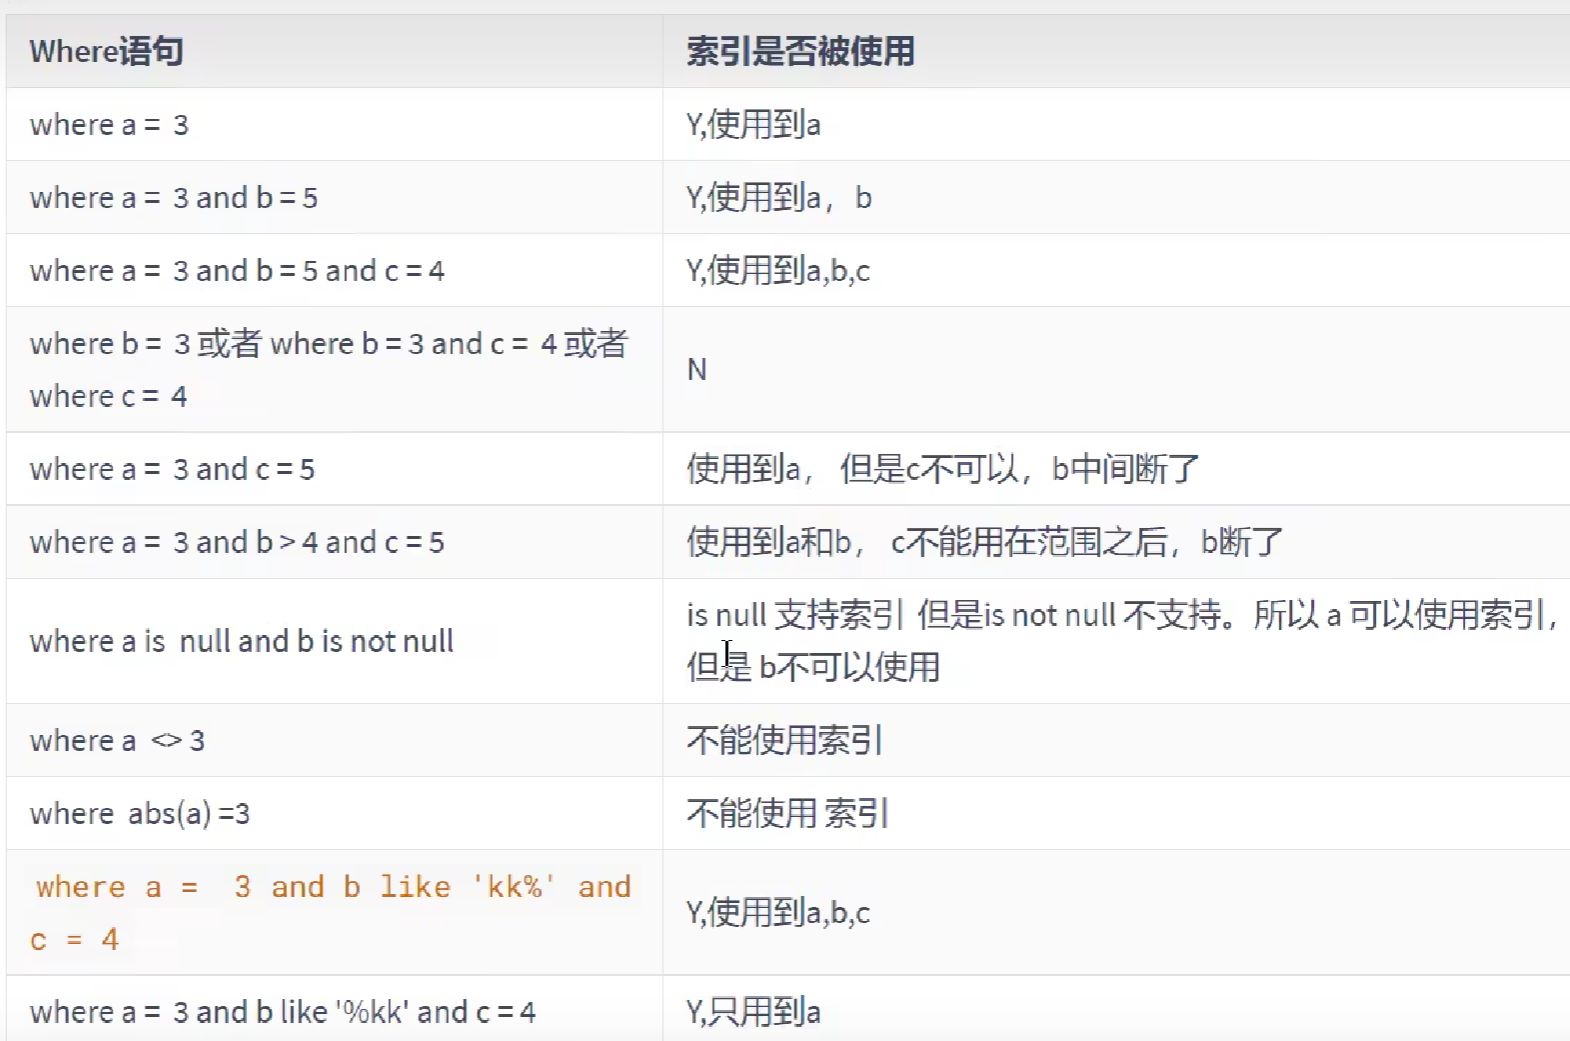 Where语句
索引是否被使用
where a = 3
Y,使用到a
where a = 3 and b = 5
Y,使用到a，b
where a = 3 and b = 5 and c = 4
Y,使用到a,b,c
where b = 3 或者 where b = 3 and c = 4 或者
where c = 4
N
where a = 3 and c = 5
使用到a， 但是c不可以，b中间断了
where a = 3 and b > 4 and c = 5
使用到a和b， c不能用在范围之后，b断了
where a is null and b is not null
is null 支持索引 但是is not null 不支持。所以 a 可以使用索引，
但是 b不可以使用
where a <> 3
不能使用索引
where abs(a) =3
不能使用 索引
where a = 3 and b like 'kk%' and
c = 4
Y,使用到a,b,c
where a = 3 and b like '%kk' and c = 4
Y,只用到a